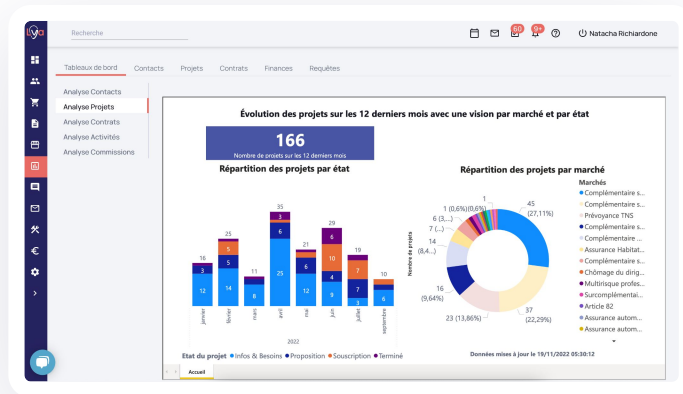 lya
Recherche
60
9+
Natacha Richiardone
Tableaux de bord
Contacts
Projets
Contrats
Finances
Requêtes
Analyse Contacts
Analyse Projets
Analyse Contrats
Analyse Activités
Analyse Commissions
Évolution des projets sur les 12 derniers mois avec une vision par marché et par état
166
Nombre de projets sur les 12 derniers mois
Répartition des projets par état
16
3
12
25
5
5
14
11
8
35
3
6
25
21
6
12
29
6
10
4
9
19
7
7
3
10
6
janvier
février
mars
avril
mai
juin
juillet
septembre
2022
Etat du projet
Infos & Besoins
Proposition
Souscription
Terminé
Répartition des projets par marché
Nombre de projets
1
1 (0,6%)
(0,6%)
6 (3,...)
7 (...)
14
(8,4...)
16
(9,64%)
23 (13,86%)
37
(22,29%)
45
(27,11%)
Marchés
Complémentaire s...
Complémentaire s...
Prévoyance TNS
Complémentaire s...
Complémentaire ...
Assurance Habitat...
Complémentaire s...
Chômage du dirig...
Multirisque profes...
Surcomplémentai...
Article 82
Assurance autom...
Assurance autom...
Données mises à jour le 19/11/2022 05:30:12
Accueil